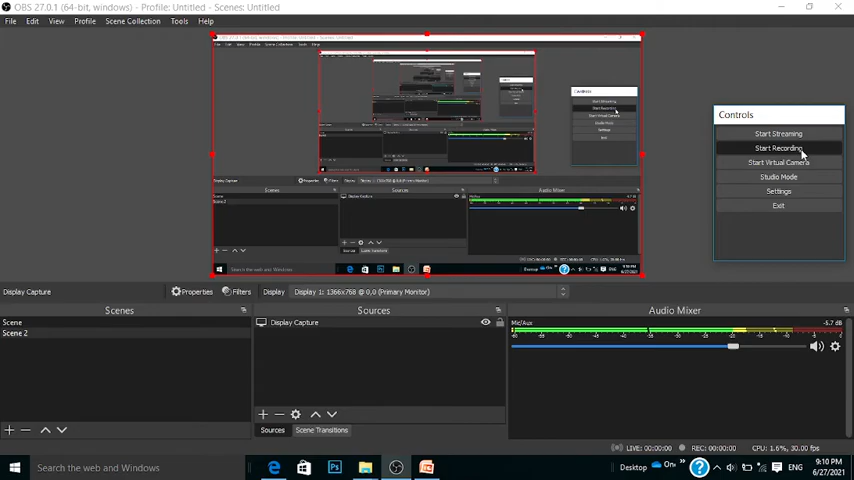 OBS 27.0.1 (64-bit, windows) - Profile: Untitled - Scenes: Untitled
File Edit View Profile Scene Collection Tools Help
Controls
Start Streaming
Start Recording
Start Virtual Camera
Studio Mode
Settings
Exit
Display Capture Properties Filters Display Display 1: 1366x768 @ 0,0 (Primary Monitor)
Scenes Sources Audio Mixer
Scene
Scene 2
Display Capture
Mic/Aux -5.7 dB
Sources Scene Transitions
LIVE: 00:00:00 REC: 00:00:00 CPU: 1.6%, 30.00 fps
Search the web and Windows
Desktop On ENG
9:10 PM
6/27/2021